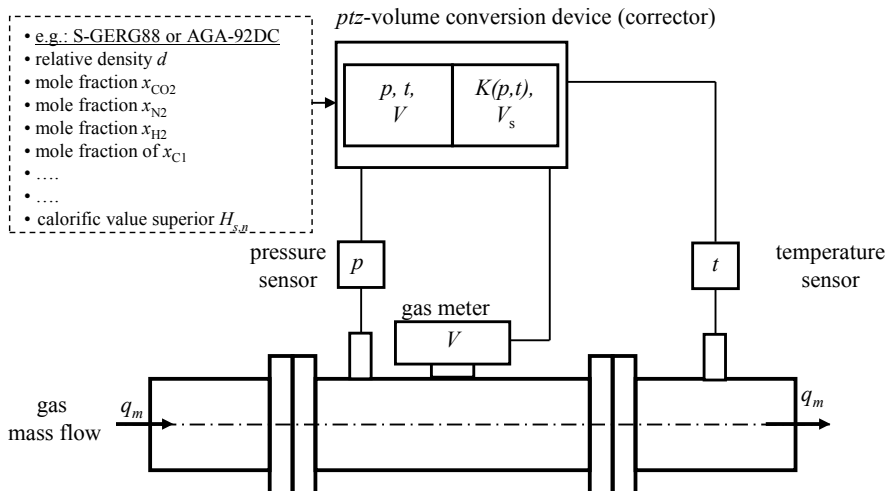 ptz-volume conversion device (corrector)
• e.g.: S-GERG88 or AGA-92DC
• relative density d
• mole fraction xCO2
• mole fraction xN2
• mole fraction xH2
• mole fraction of xC1
• ….
• ….
• calorific value superior Hs,n
p, t,
V
K(p,t),
Vs
pressure
sensor
p
t
temperature
sensor
gas meter
V
gas
mass flow
qm
qm